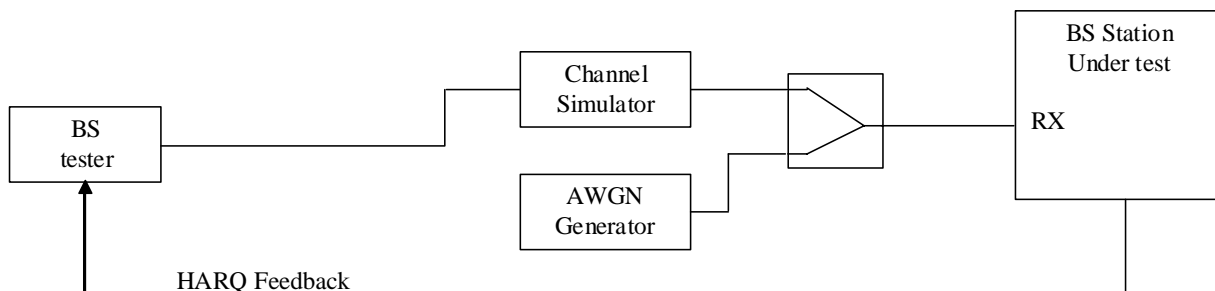 BS Station
Under test
Channel
Simulator
BS
tester
RX
AWGN
Generator
HARQ Feedback